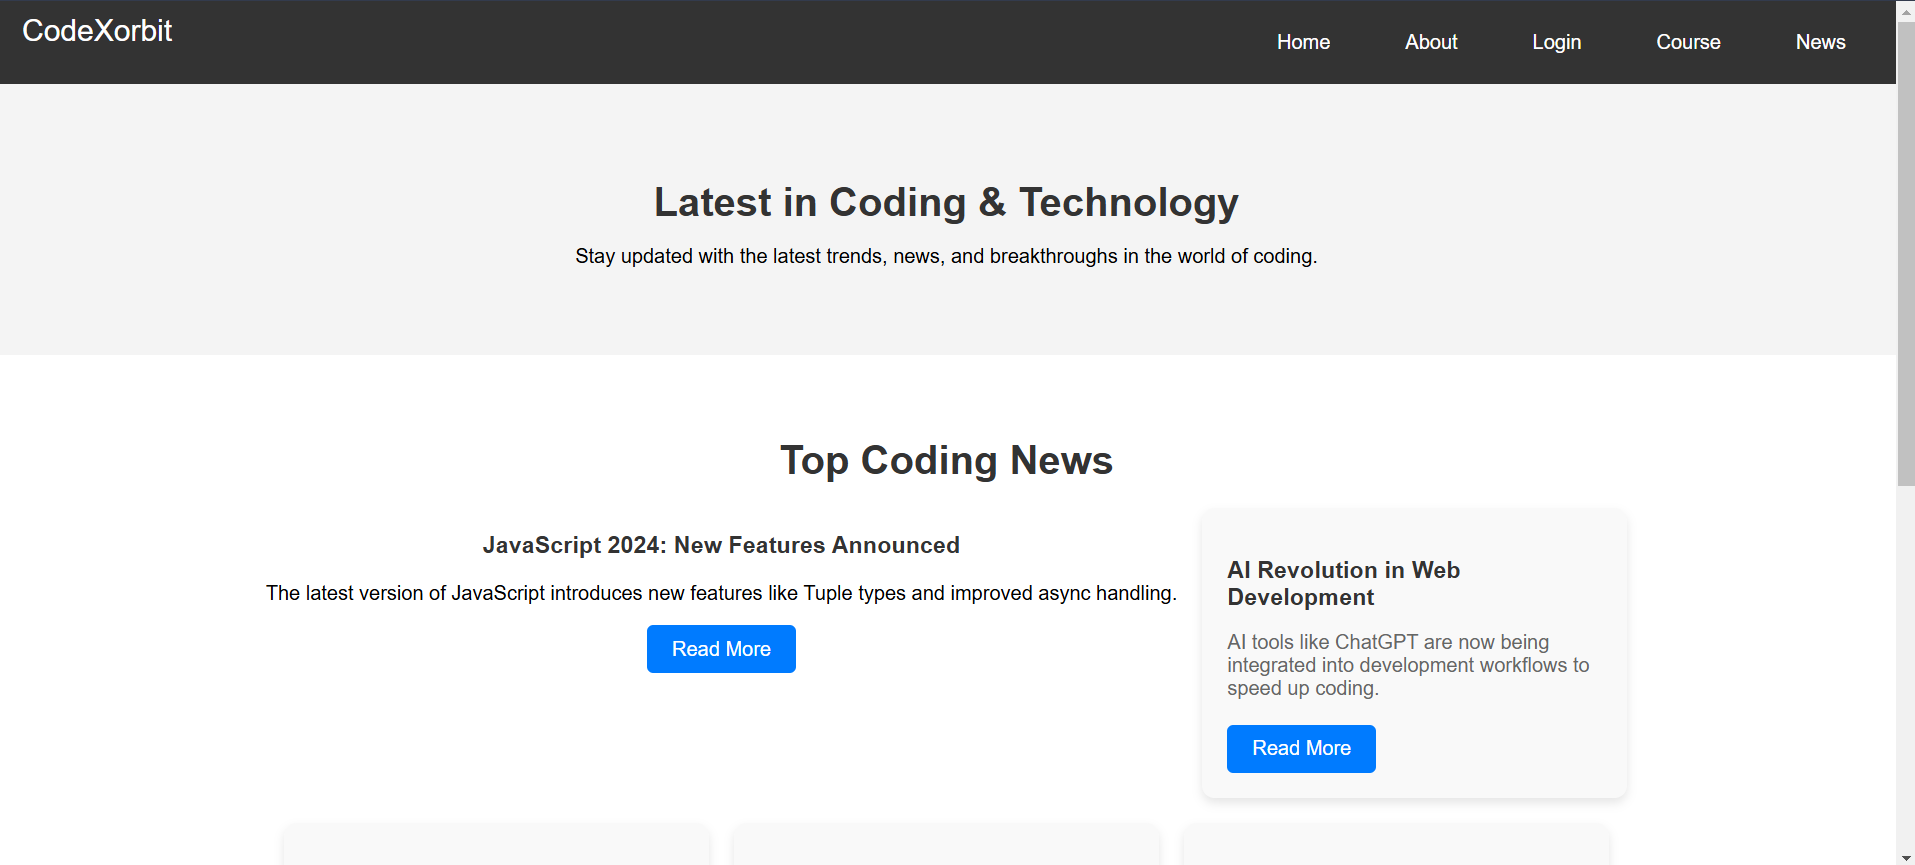 CodeXorbit
Home About Login Course News
Latest in Coding & Technology
Stay updated with the latest trends, news, and breakthroughs in the world of coding.
Top Coding News
JavaScript 2024: New Features Announced
The latest version of JavaScript introduces new features like Tuple types and improved async handling.
Read More
AI Revolution in Web
Development
AI tools like ChatGPT are now being
integrated into development workflows to
speed up coding.
Read More